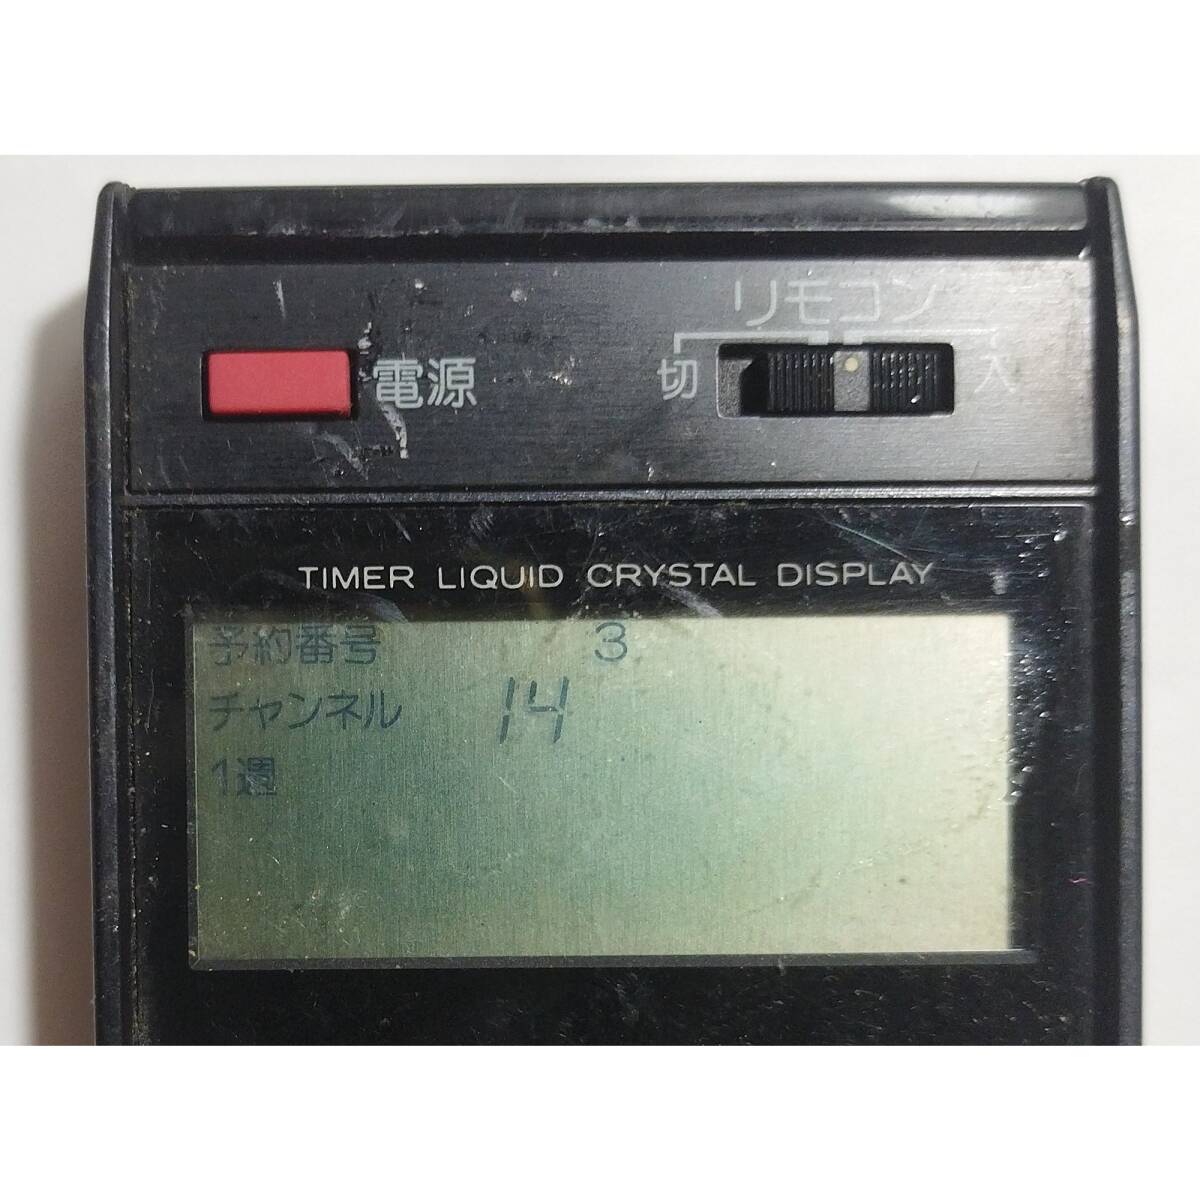 リモコン
電源 切 入
TIMER LIQUID CRYSTAL DISPLAY
予約番号 3
チャンネル 14
1週